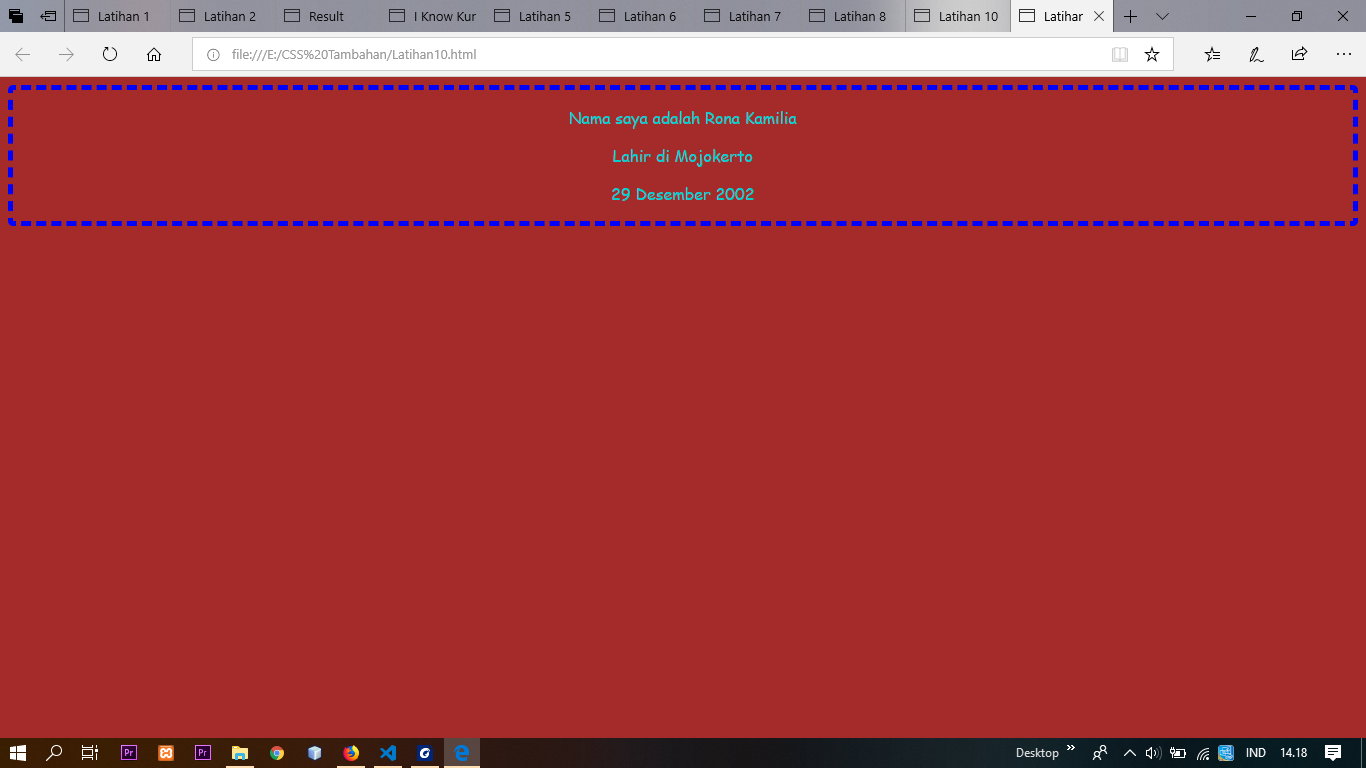 Latihan 1 Latihan 2 Result I Know Kur Latihan 5 Latihan 6 Latihan 7 Latihan 8 Latihan 10 Latihar
file:///E:/CSS%20Tambahan/Latihan10.html
Nama saya adalah Rona Kamilia
Lahir di Mojokerto
29 Desember 2002
Pr Pr Desktop IND 14.18